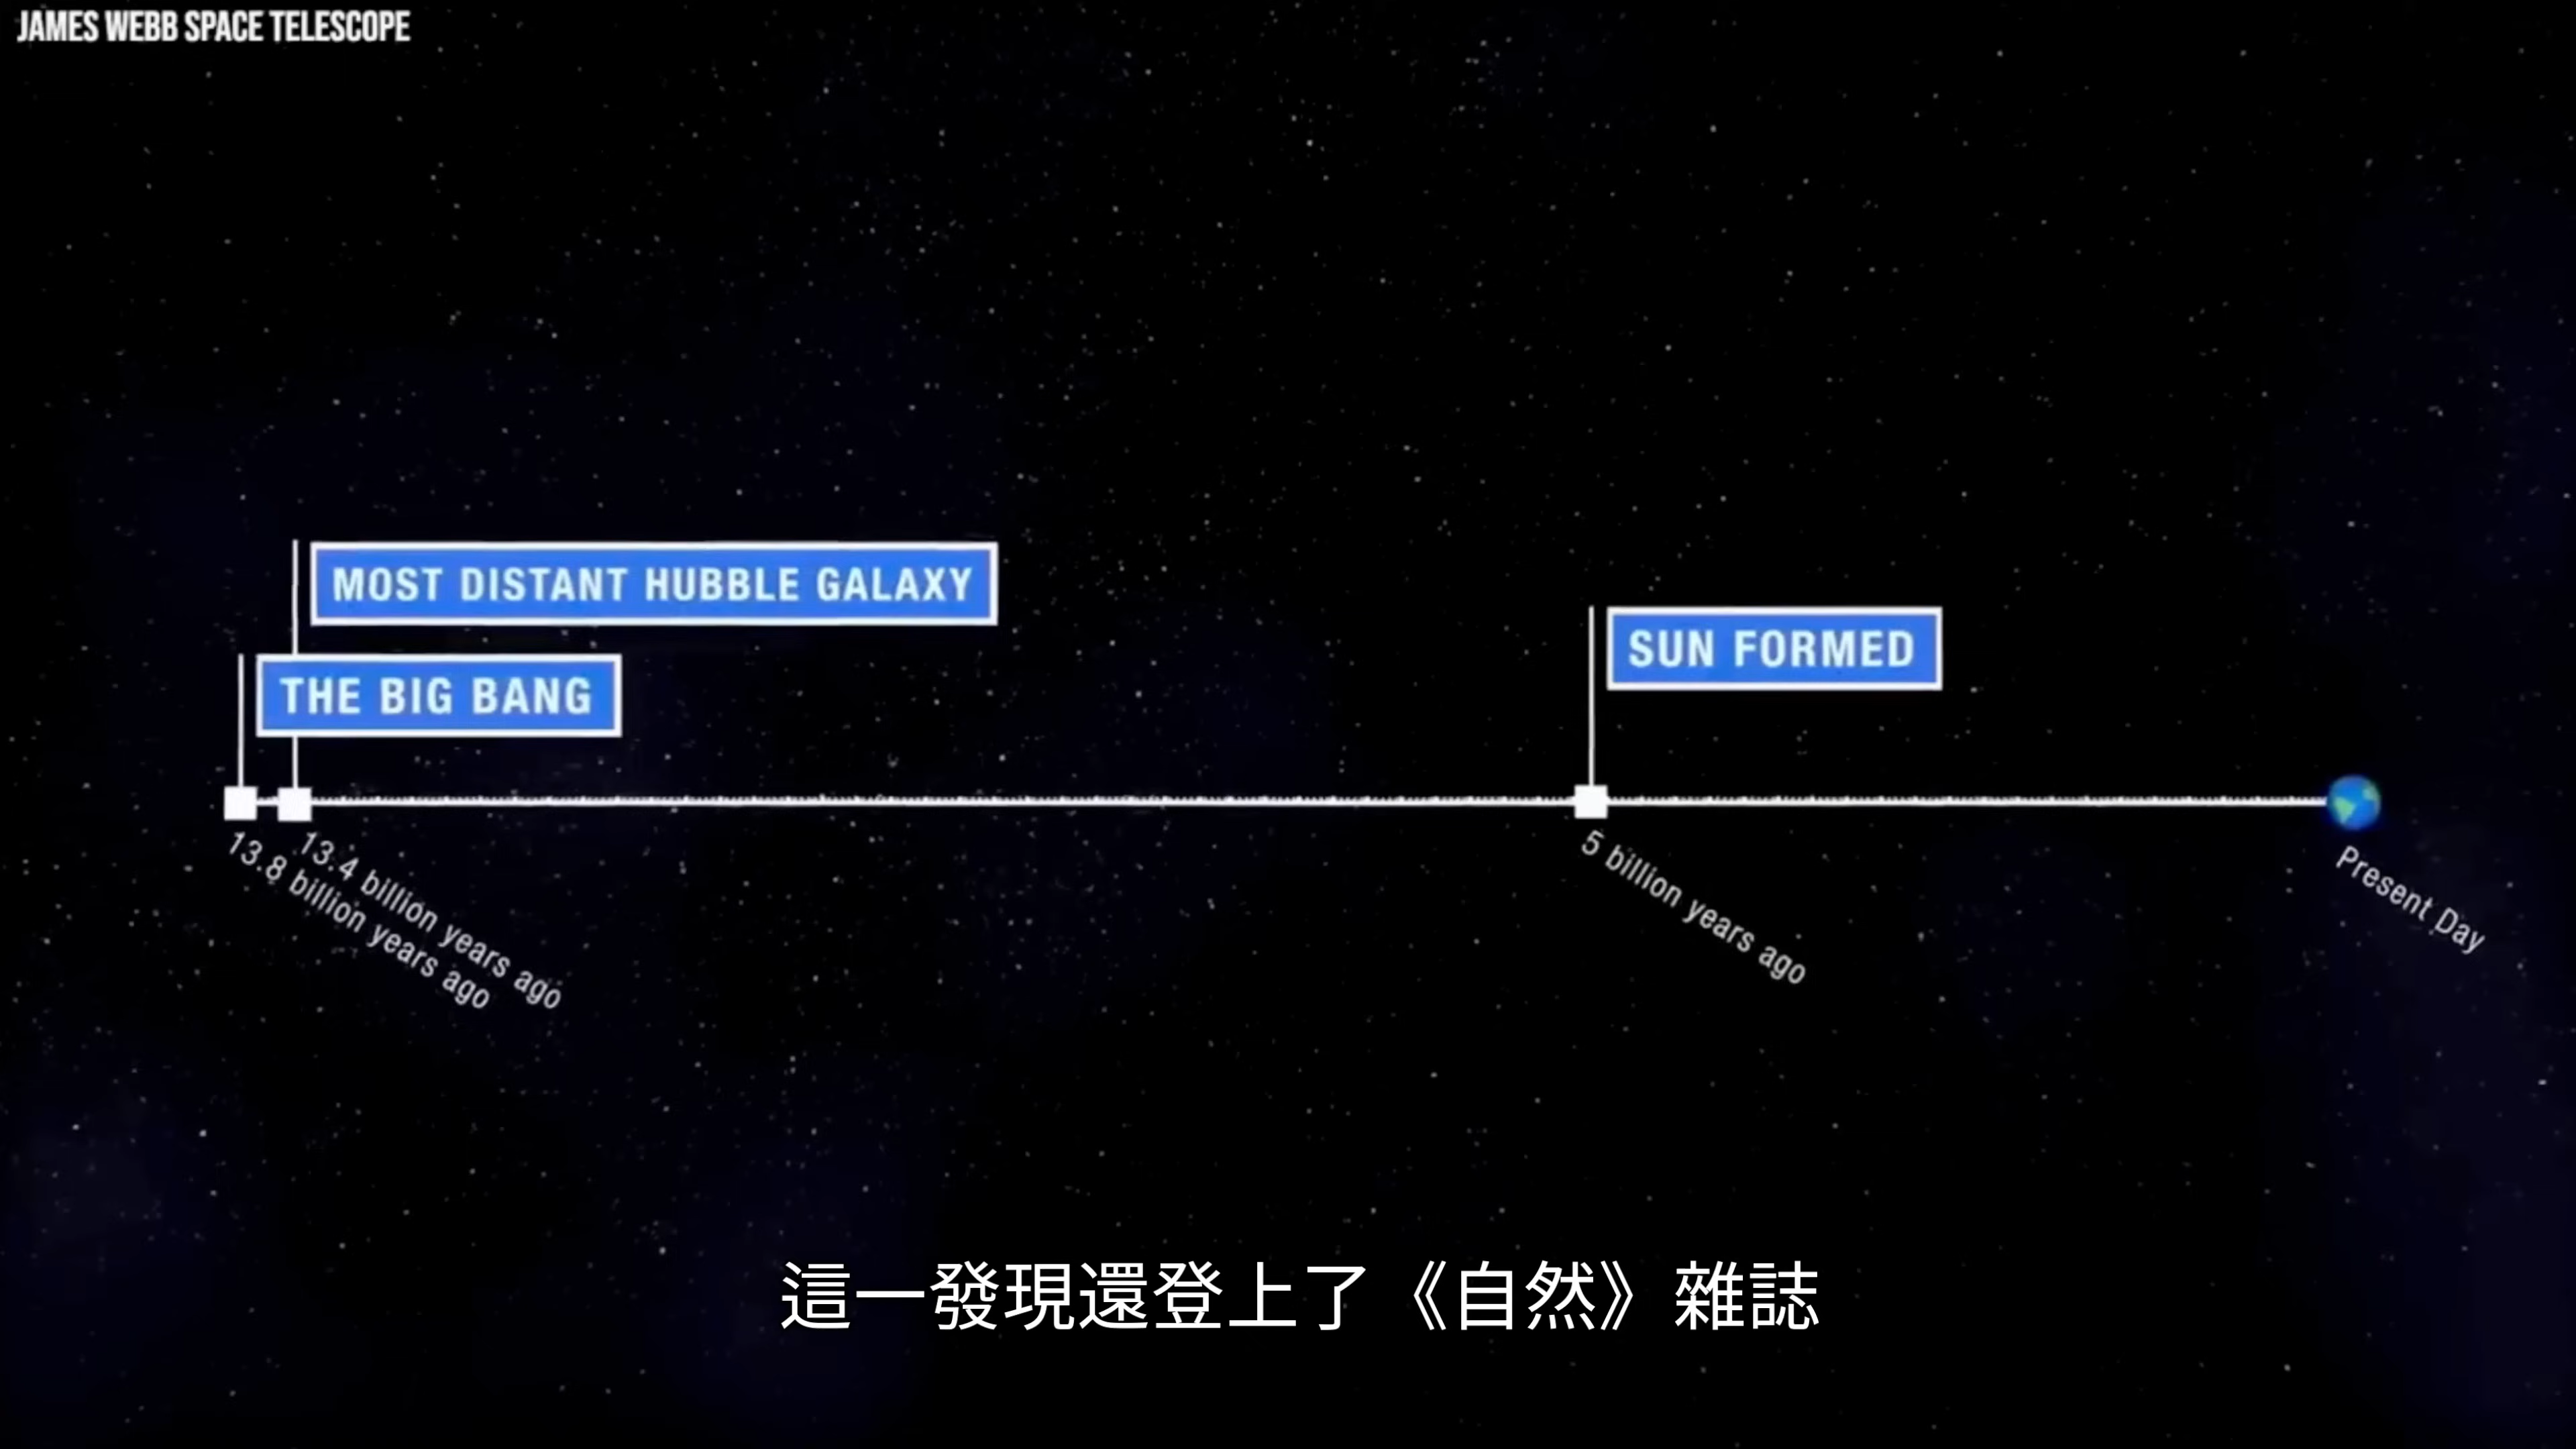 JAMES WEBB SPACE TELESCOPE
MOST DISTANT HUBBLE GALAXY
THE BIG BANG
SUN FORMED
13.8 billion years ago
13.4 billion years ago
5 billion years ago
Present Day
這一發現還登上了《自然》雜誌